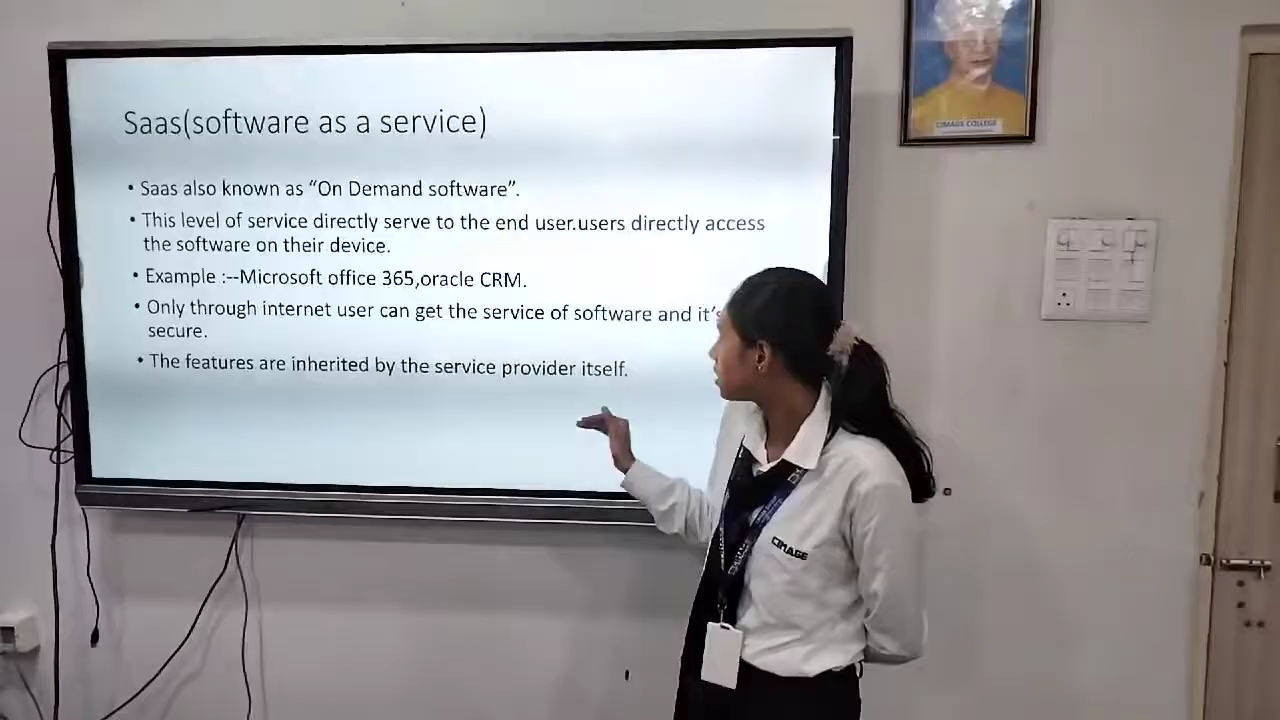 Saas(software as a service)
• Saas also known as “On Demand software”.
• This level of service directly serve to the end user.users directly access
the software on their device.
• Example :--Microsoft office 365,oracle CRM.
• Only through internet user can get the service of software and it’s
secure.
• The features are inherited by the service provider itself.
CIMAGE COLLEGE
CIMAGE